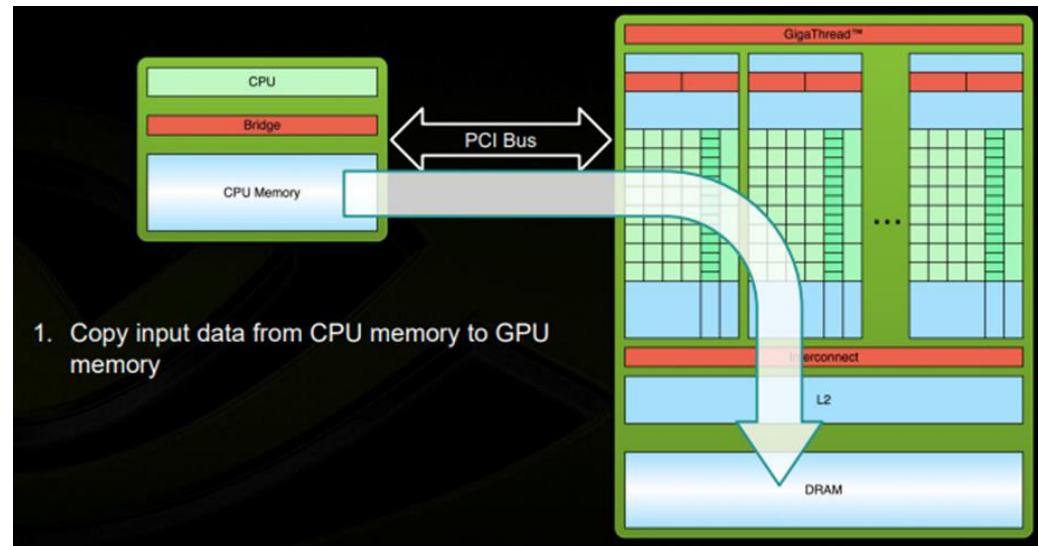 GigaThread™
CPU
Bridge
PCI Bus
CPU Memory
1. Copy input data from CPU memory to GPU
memory
Interconnect
L2
DRAM